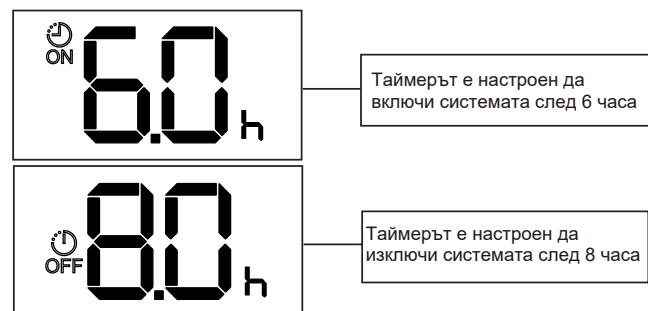 ON
6.0 h
Таймерът е настроен да
включи системата след 6 часа
OFF
8.0 h
Таймерът е настроен да
изключи системата след 8 часа